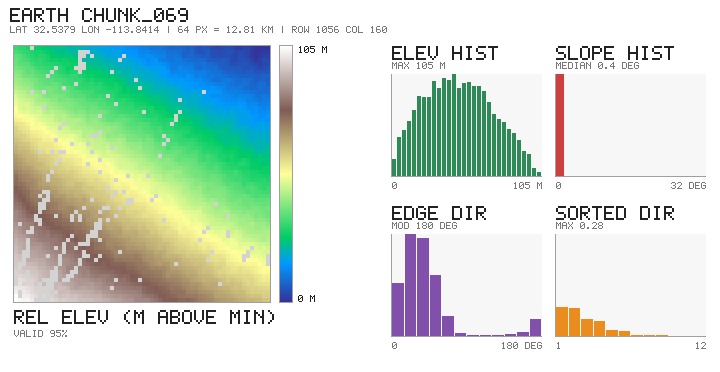 EARTH CHUNK_069
LAT 32.5379 LON -113.8414 | 64 PX = 12.81 KM | ROW 1056 COL 160
105 M
0 M
REL ELEV (M ABOVE MIN)
VALID 95%
ELEV HIST
MAX 105 M
0 105 M
SLOPE HIST
MEDIAN 0.4 DEG
0 32 DEG
EDGE DIR
MOD 180 DEG
0 180 DEG
SORTED DIR
MAX 0.28
1 12